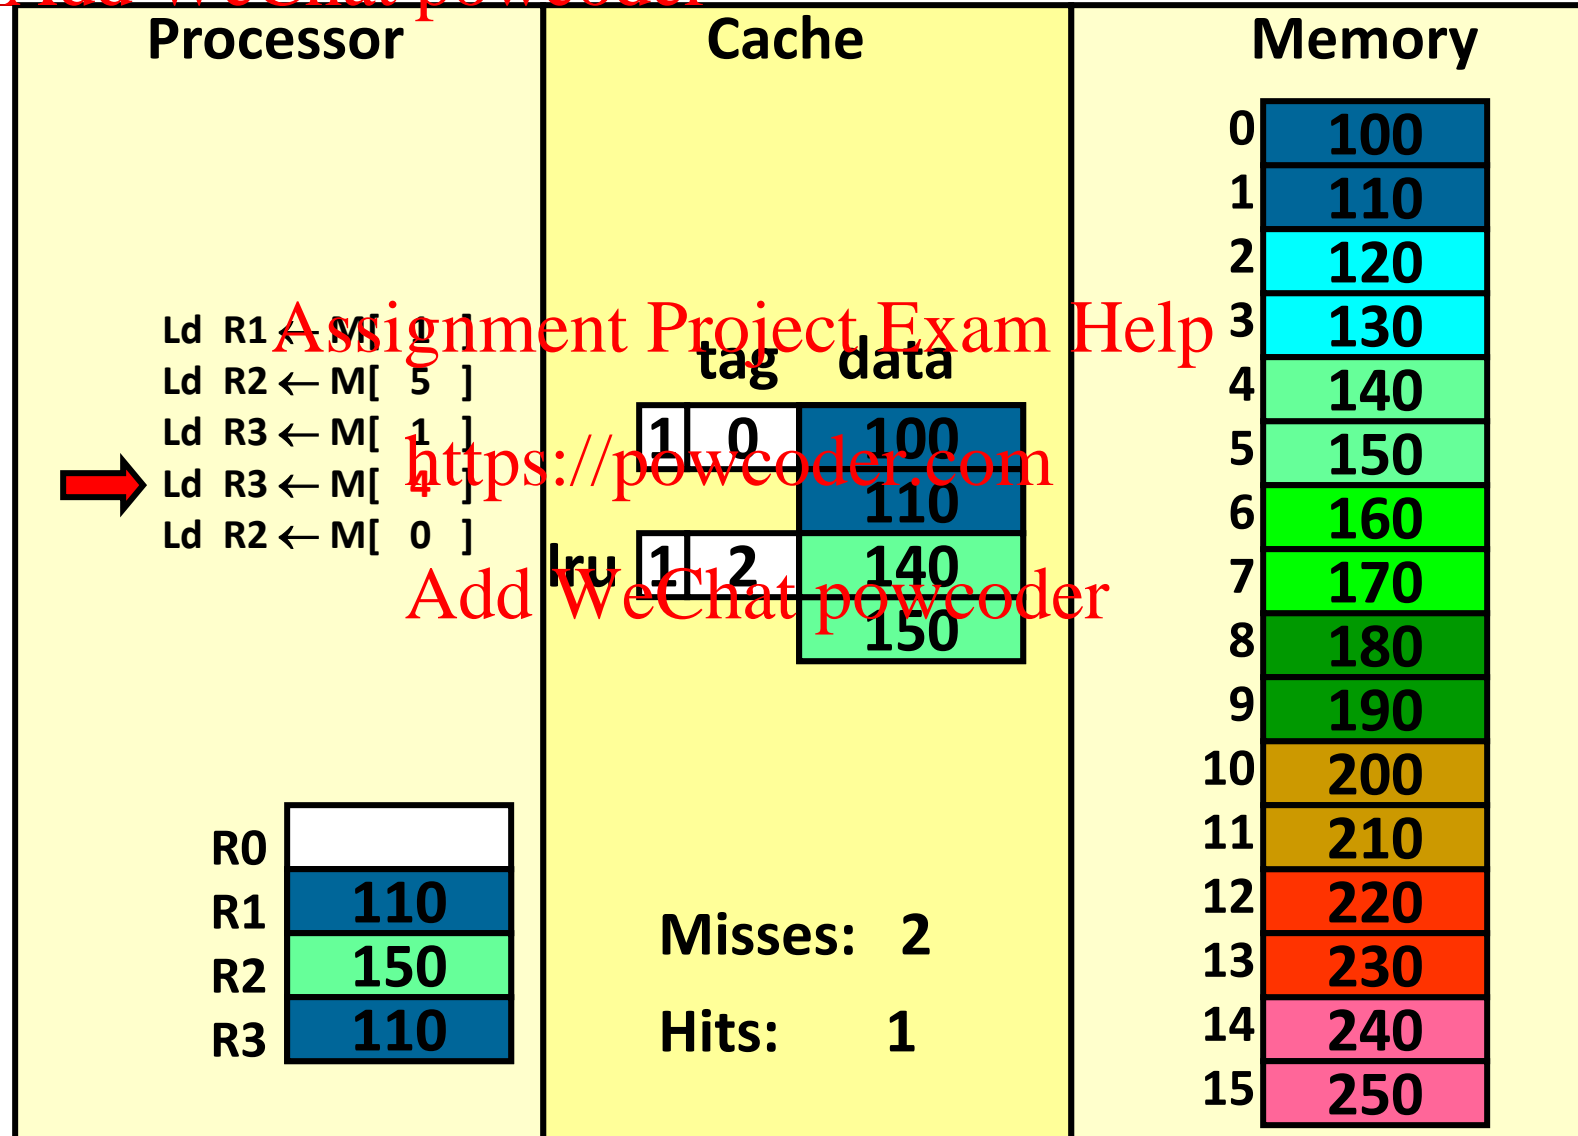 Add WeChat powcoder
Processor
Cache
Memory
Ld R1 ← M[ 1 ]
Ld R2 ← M[ 5 ]
Ld R3 ← M[ 1 ]
Ld R3 ← M[ 4 ]
Ld R2 ← M[ 0 ]
Assignment Project Exam Help
https://powcoder.com
Add WeChat powcoder
R0
R1 110
R2 150
R3 110
tag data
1 0 100
110
lru 1 2 140
150
Misses: 2
Hits: 1
0 100
1 110
2 120
3 130
4 140
5 150
6 160
7 170
8 180
9 190
10 200
11 210
12 220
13 230
14 240
15 250